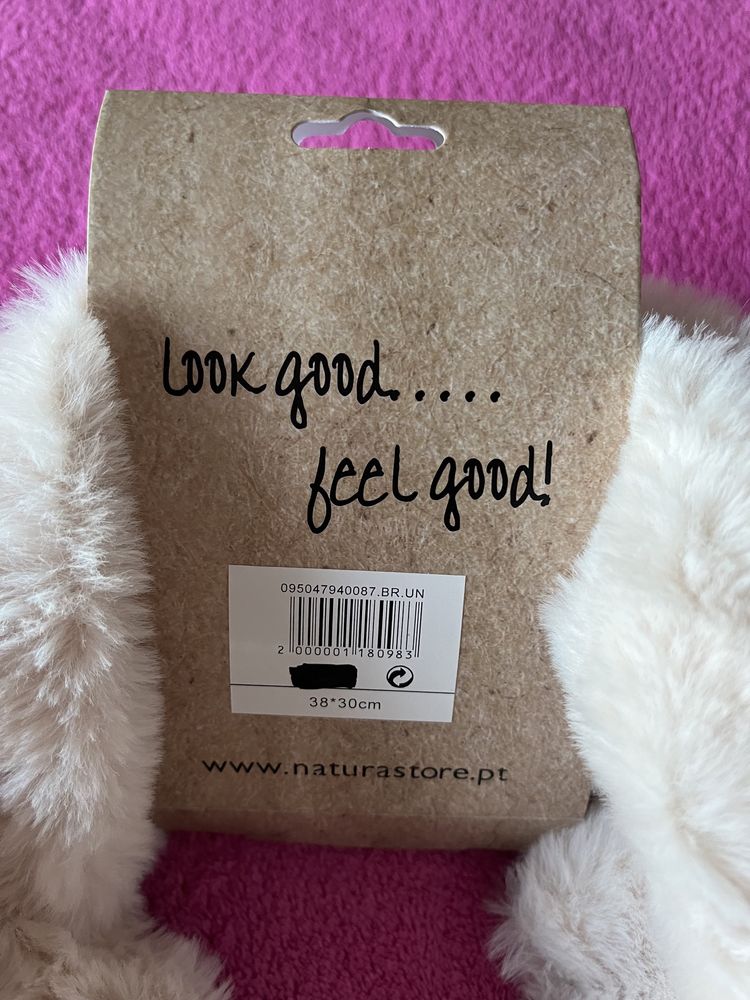 Look good.....
feel good!
095047940087.BR.UN
2 000001 180983
38*30cm
www.naturastore.pt